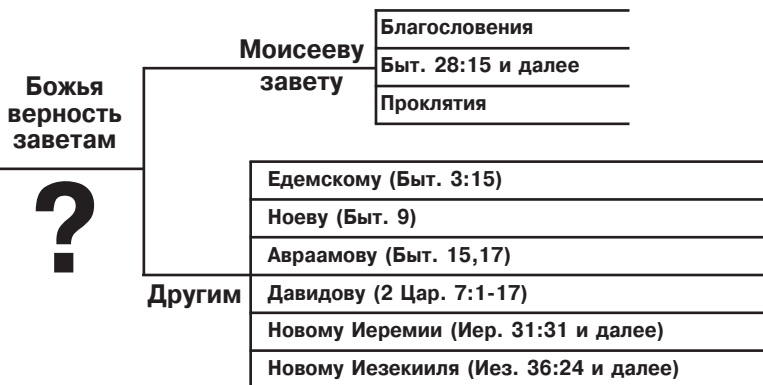 Божья
верность
заветам
?
Моисееву
завету
Благословения
Быт. 28:15 и далее
Проклятия
Другим
Едемскому (Быт. 3:15)
Ноеву (Быт. 9)
Авраамову (Быт. 15,17)
Давидову (2 Цар. 7:1-17)
Новому Иеремии (Иер. 31:31 и далее)
Новому Иезекииля (Иез. 36:24 и далее)